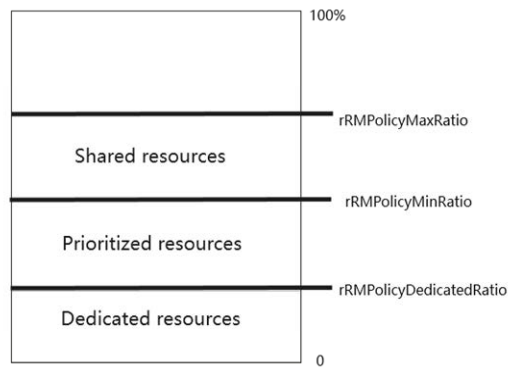 100%
rRMPolicyMaxRatio
Shared resources
rRMPolicyMinRatio
Prioritized resources
rRMPolicyDedicatedRatio
Dedicated resources
0